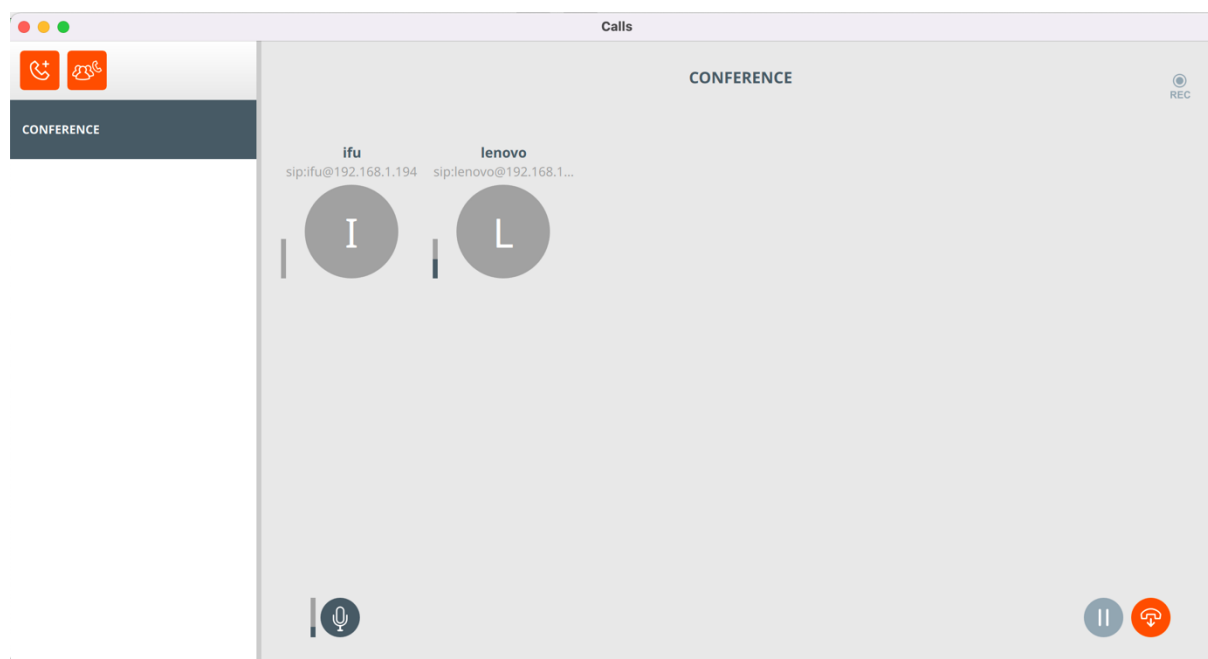 Calls
CONFERENCE
REC
CONFERENCE
ifu
sip:ifu@192.168.1.194
I
lenovo
sip:lenovo@192.168.1...
L